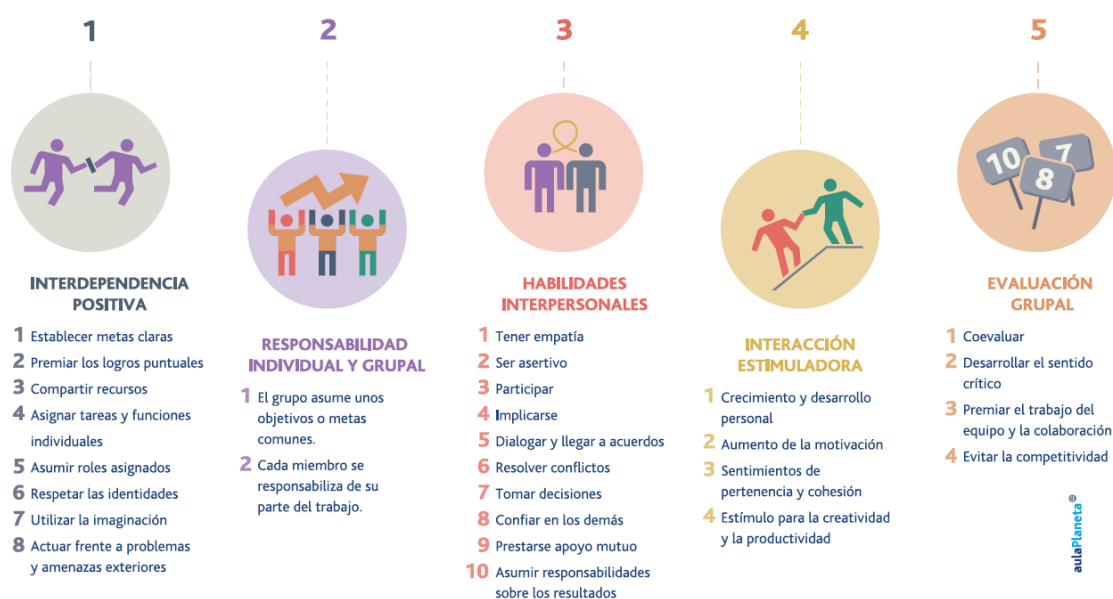 1
INTERDEPENDENCIA
POSITIVA
1 Establecer metas claras
2 Premiar los logros puntuales
3 Compartir recursos
4 Asignar tareas y funciones
individuales
5 Asumir roles asignados
6 Respetar las identidades
7 Utilizar la imaginación
8 Actuar frente a problemas
y amenazas exteriores
2
RESPONSABILIDAD
INDIVIDUAL Y GRUPAL
1 El grupo asume unos
objetivos o metas
comunes.
2 Cada miembro se
responsabiliza de su
parte del trabajo.
3
HABILIDADES
INTERPERSONALES
1 Tener empatía
2 Ser asertivo
3 Participar
4 Implicarse
5 Dialogar y llegar a acuerdos
6 Resolver conflictos
7 Tomar decisiones
8 Confiar en los demás
9 Prestarse apoyo mutuo
10 Asumir responsabilidades
sobre los resultados
4
INTERACCIÓN
ESTIMULADORA
1 Crecimiento y desarrollo
personal
2 Aumento de la motivación
3 Sentimientos de
pertenencia y cohesión
4 Estímulo para la creatividad
y la productividad
5
10
7
8
EVALUACIÓN
GRUPAL
1 Coevaluar
2 Desarrollar el sentido
crítico
3 Premiar el trabajo del
equipo y la colaboración
4 Evitar la competitividad
aulaPlaneta®